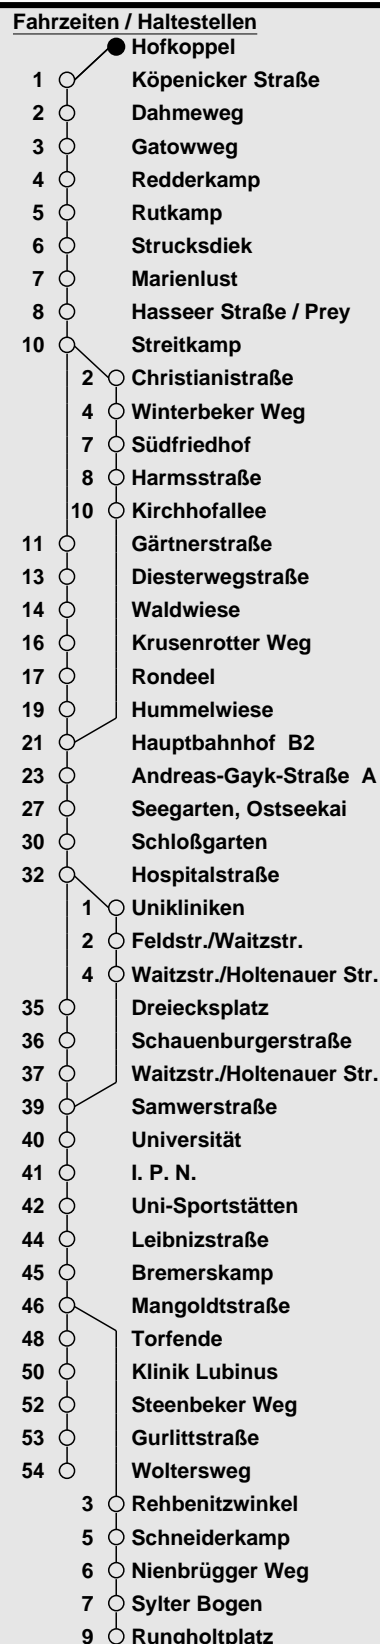 Fahrzeiten / Haltestellen
Hofkoppel
1 Köpenicker Straße
2 Dahmeweg
3 Gatowweg
4 Redderkamp
5 Rutkamp
6 Strucksdiek
7 Marienlust
8 Hasseer Straße / Prey
10 Streitkamp
2 Christianistraße
4 Winterbeker Weg
7 Südfriedhof
8 Harmsstraße
10 Kirchhofallee
11 Gärtnerstraße
13 Diesterwegstraße
14 Waldwiese
16 Krusenrotter Weg
17 Rondeel
19 Hummelwiese
21 Hauptbahnhof B2
23 Andreas-Gayk-Straße A
27 Seegarten, Ostseekai
30 Schloßgarten
32 Hospitalstraße
1 Unikliniken
2 Feldstr./Waitzstr.
4 Waitzstr./Holtenauer Str.
35 Dreiecksplatz
36 Schauenburgerstraße
37 Waitzstr./Holtenauer Str.
39 Samwerstraße
40 Universität
41 I. P. N.
42 Uni-Sportstätten
44 Leibnizstraße
45 Bremerskamp
46 Mangoldtstraße
48 Torfende
50 Klinik Lubinus
52 Steenbeker Weg
53 Gurlittstraße
54 Woltersweg
3 Rehbenitzwinkel
5 Schneiderkamp
6 Nienbrügger Weg
7 Sylter Bogen
9 Rungholtplatz